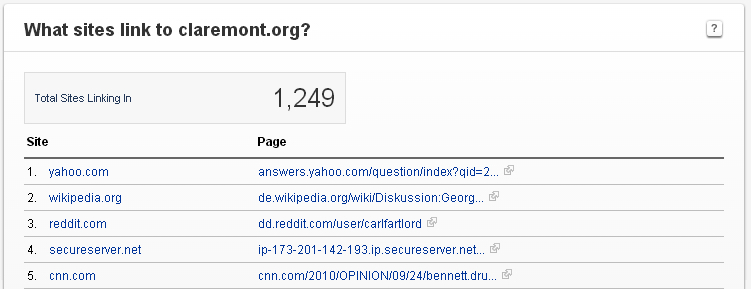 What sites link to claremont.org?
?
Total Sites Linking In 1,249
Site Page
1. yahoo.com answers.yahoo.com/question/index?qid=2...
2. wikipedia.org de.wikipedia.org/wiki/Diskussion:Georg...
3. reddit.com dd.reddit.com/user/carlfartlord
4. secureserver.net ip-173-201-142-193.ip.secureserver.net...
5. cnn.com cnn.com/2010/OPINION/09/24/bennett.dru...